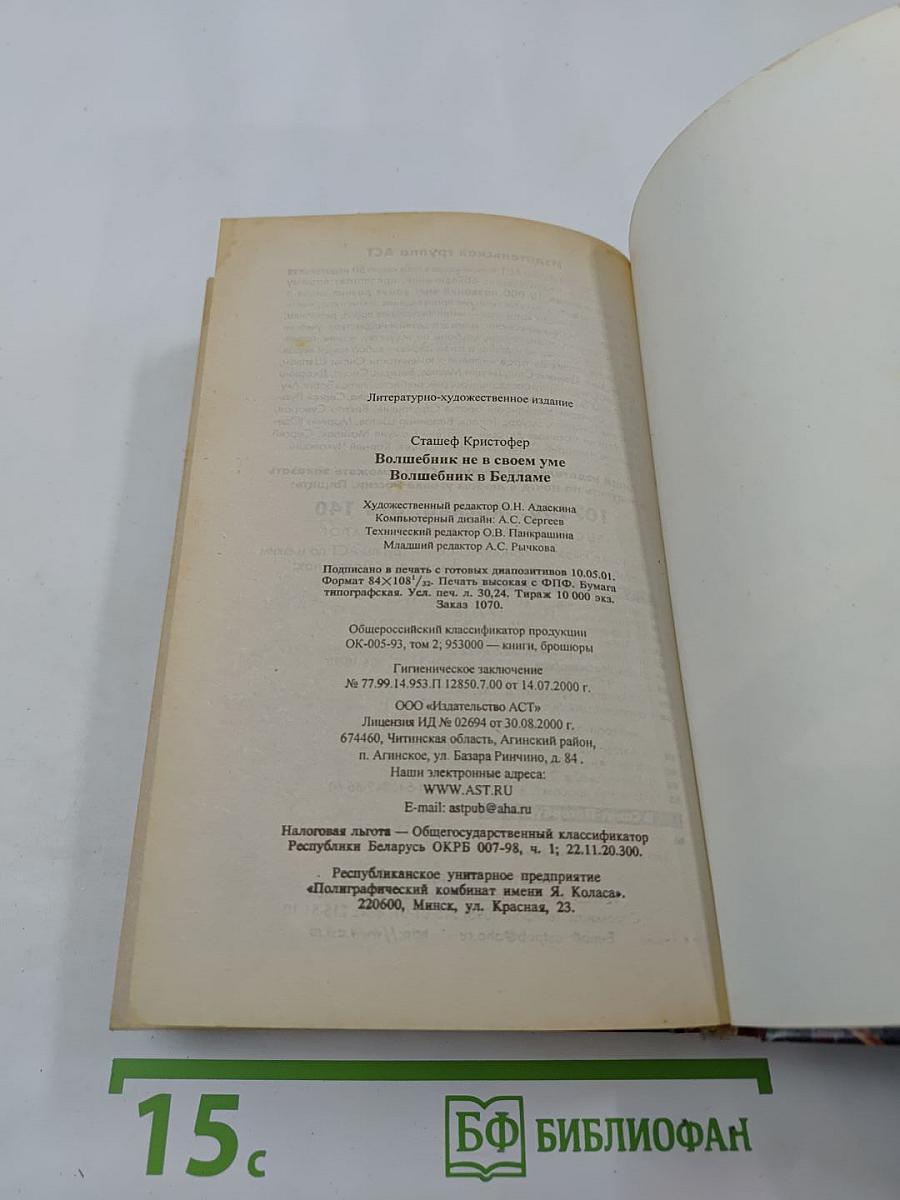 Литературно-художественное издание
Сташеф Кристофер
Волшебник не в своем уме
Волшебник в Бедламе
Художественный редактор О.Н. Адаскина
Компьютерный дизайн: А.С. Сергеев
Технический редактор О.В. Панкрашина
Младший редактор А.С. Рычкова
Подписано в печать с готовых диапозитивов 10.05.01.
Формат 84×108¹/₃₂. Печать высокая с ФПФ. Бумага
типографская. Усл. печ. л. 30,24. Тираж 10 000 экз.
Заказ 1070.
Общероссийский классификатор продукции
ОК-005-93, том 2; 953000 — книги, брошюры
Гигиеническое заключение
№ 77.99.14.953.П 12850.7.00 от 14.07.2000 г.
ООО «Издательство АСТ»
Лицензия ИД № 02694 от 30.08.2000 г.
674460, Читинская область, Агинский район,
п. Агинское, ул. Базара Ринчино, д. 84.
Наши электронные адреса:
WWW.AST.RU
E-mail: astpub@aha.ru
Налоговая льгота — Общегосударственный классификатор
Республики Беларусь ОКРБ 007-98, ч. 1; 22.11.20.300.
Республиканское унитарное предприятие
«Полиграфический комбинат имени Я. Коласа».
220600, Минск, ул. Красная, 23.
15 с
БФ БИБЛИОФАН